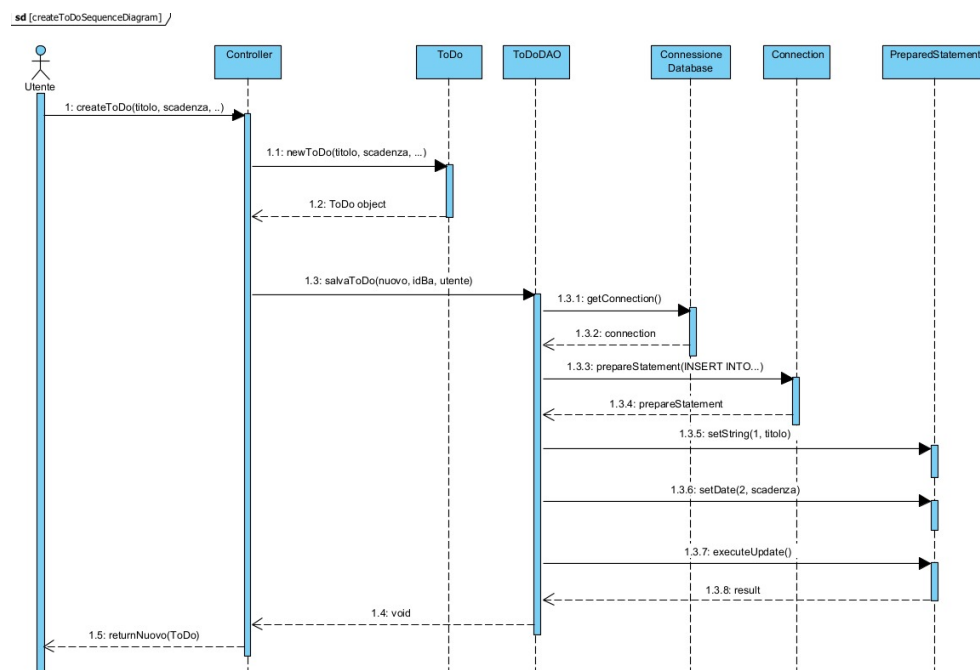 sd [createToDoSequenceDiagram]
Utente
Controller
ToDo
ToDoDAO
Connessione
Database
Connection
PreparedStatement
1: createToDo(titolo, scadenza, ..)
1.1: newToDo(titolo, scadenza, ...)
1.2: ToDo object
1.3: salvaToDo(nuovo, idBa, utente)
1.3.1: getConnection()
1.3.2: connection
1.3.3: prepareStatement(INSERT INTO...)
1.3.4: prepareStatement
1.3.5: setString(1, titolo)
1.3.6: setDate(2, scadenza)
1.3.7: executeUpdate()
1.3.8: result
1.4: void
1.5: returnNuovo(ToDo)